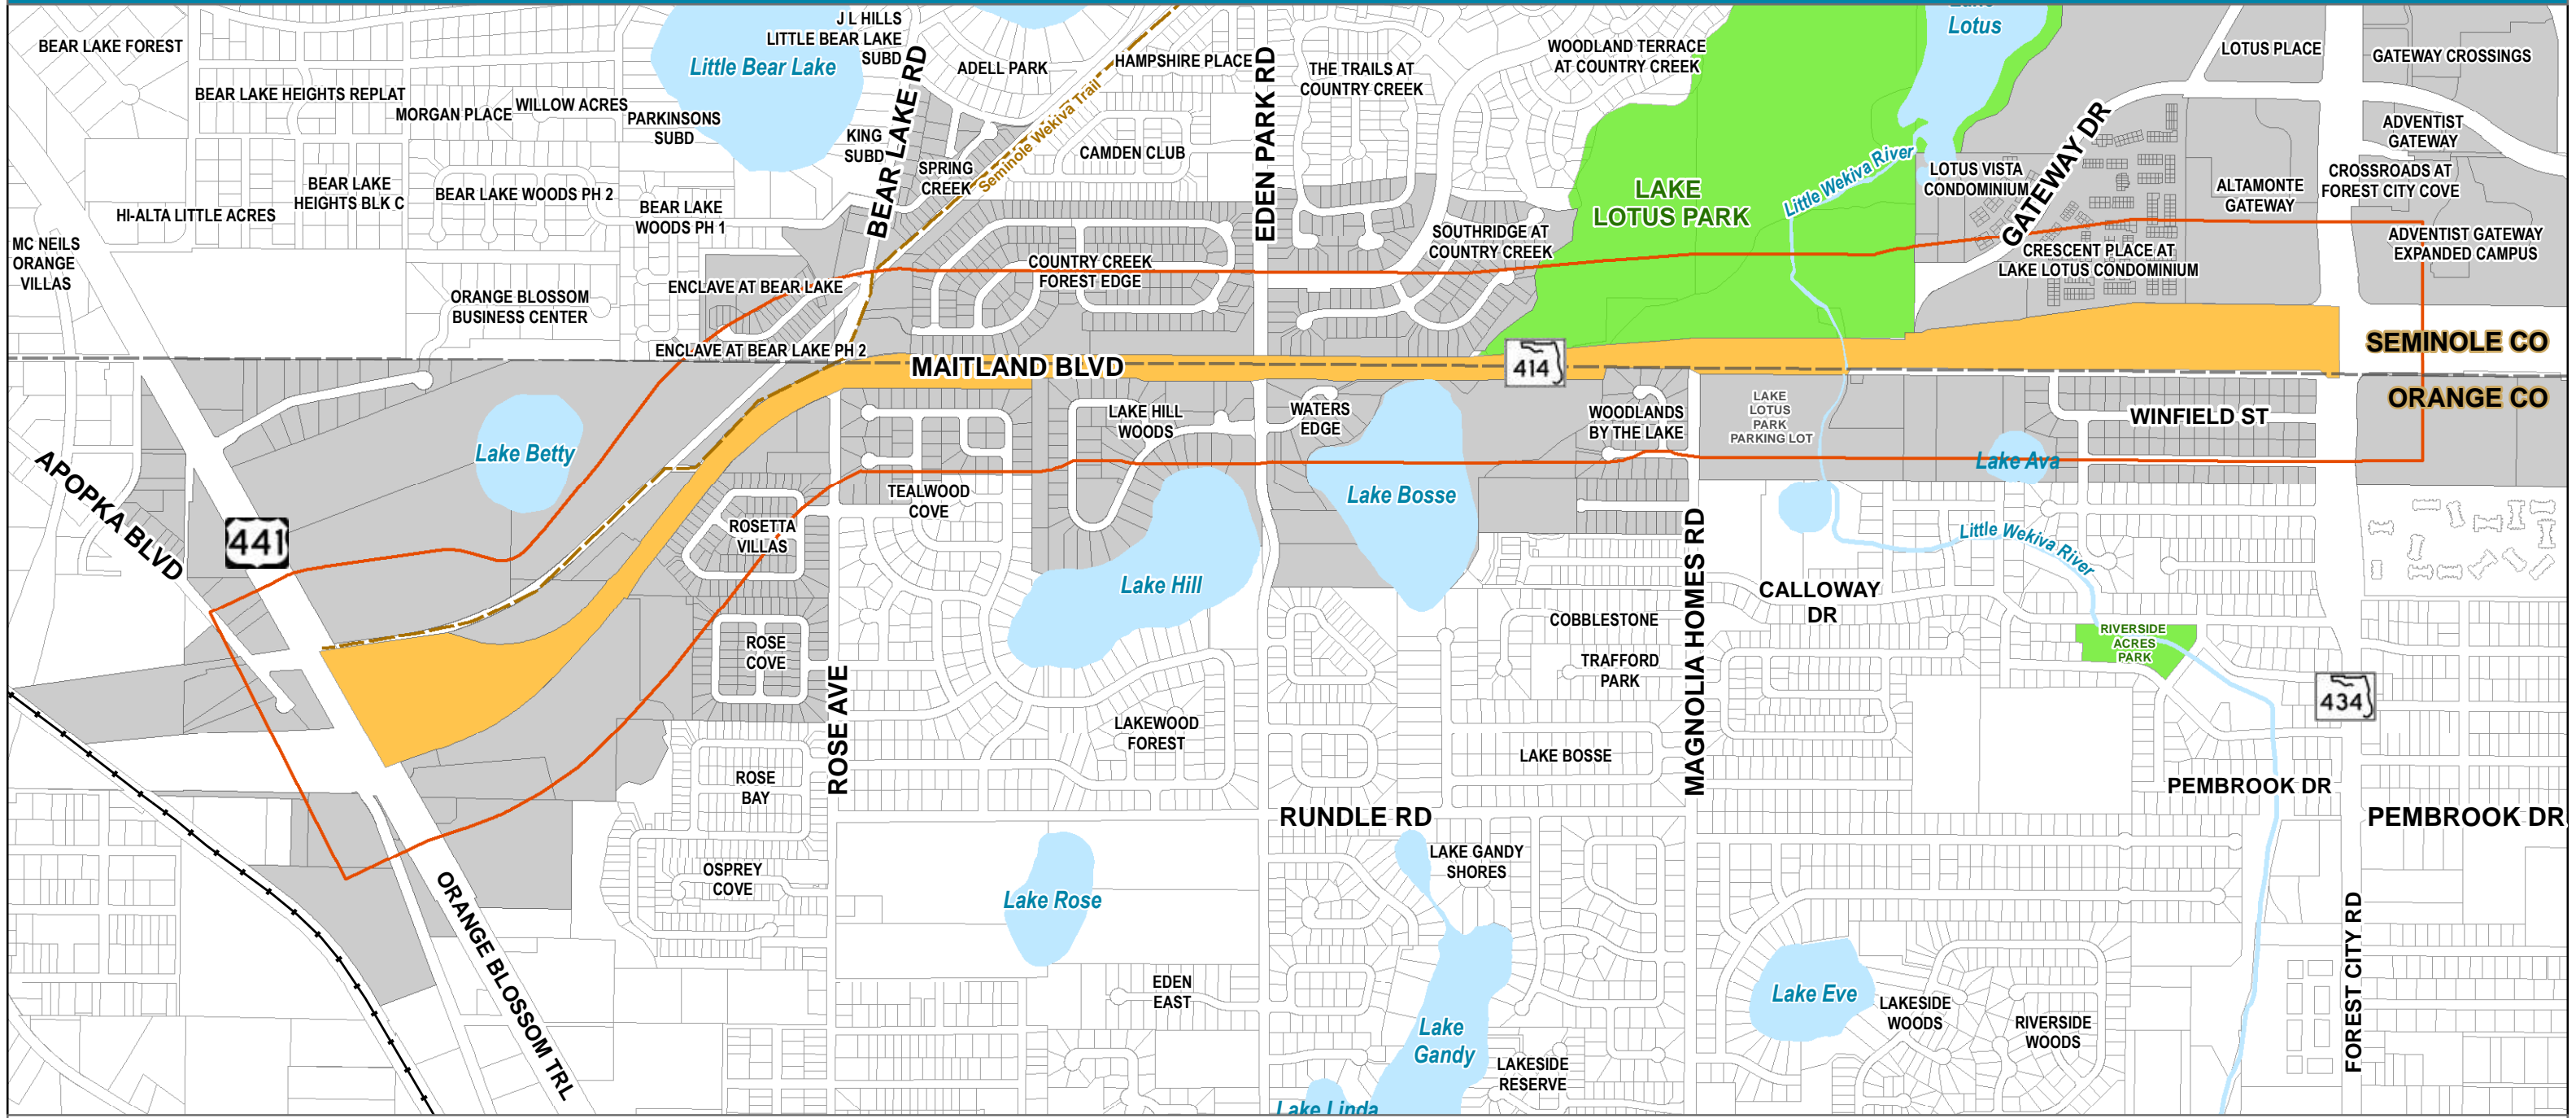 BEAR LAKE FOREST
J L HILLS
LITTLE BEAR LAKE
SUBD
Little Bear Lake
BEAR LAKE RD
ADELL PARK
HAMPSHIRE PLACE
EDEN PARK RD
THE TRAILS AT
COUNTRY CREEK
WOODLAND TERRACE
AT COUNTRY CREEK
Lake
Lotus
LOTUS PLACE
GATEWAY CROSSINGS
BEAR LAKE HEIGHTS REPLAT
MORGAN PLACE
WILLOW ACRES
PARKINSONS
SUBD
KING
SUBD
SPRING
CREEK
Seminole Wekiva Trail
CAMDEN CLUB
GATEWAY DR
ADVENTIST
GATEWAY
BEAR LAKE
HEIGHTS BLK C
BEAR LAKE WOODS PH 2
HI-ALTA LITTLE ACRES
BEAR LAKE
WOODS PH 1
LAKE
LOTUS PARK
Little Wekiva River
LOTUS VISTA
CONDOMINIUM
ALTAMONTE
GATEWAY
CROSSROADS AT
FOREST CITY COVE
MC NEILS
ORANGE
VILLAS
SOUTHRIDGE AT
COUNTRY CREEK
CRESCENT PLACE AT
LAKE LOTUS CONDOMINIUM
ADVENTIST GATEWAY
EXPANDED CAMPUS
ORANGE BLOSSOM
BUSINESS CENTER
ENCLAVE AT BEAR LAKE
COUNTRY CREEK
FOREST EDGE
ENCLAVE AT BEAR LAKE PH 2
MAITLAND BLVD
414
SEMINOLE CO
ORANGE CO
Lake Betty
LAKE HILL
WOODS
WATERS
EDGE
WOODLANDS
BY THE LAKE
LAKE
LOTUS
PARK
PARKING LOT
WINFIELD ST
Lake Ava
APOPKA BLVD
441
TEALWOOD
COVE
Lake Bosse
ROSETTA
VILLAS
Lake Hill
MAGNOLIA HOMES RD
Little Wekiva River
CALLOWAY
DR
COBBLESTONE
RIVERSIDE
ACRES
PARK
ROSE
COVE
ROSE AVE
TRAFFORD
PARK
434
LAKEWOOD
FOREST
LAKE BOSSE
ROSE
BAY
RUNDLE RD
PEMBROOK DR
PEMBROOK DR
OSPREY
COVE
LAKE GANDY
SHORES
ORANGE BLOSSOM TRL
Lake Rose
FOREST CITY RD
EDEN
EAST
Lake Eve
LAKESIDE
WOODS
RIVERSIDE
WOODS
Lake
Gandy
LAKESIDE
RESERVE
Lake Linda